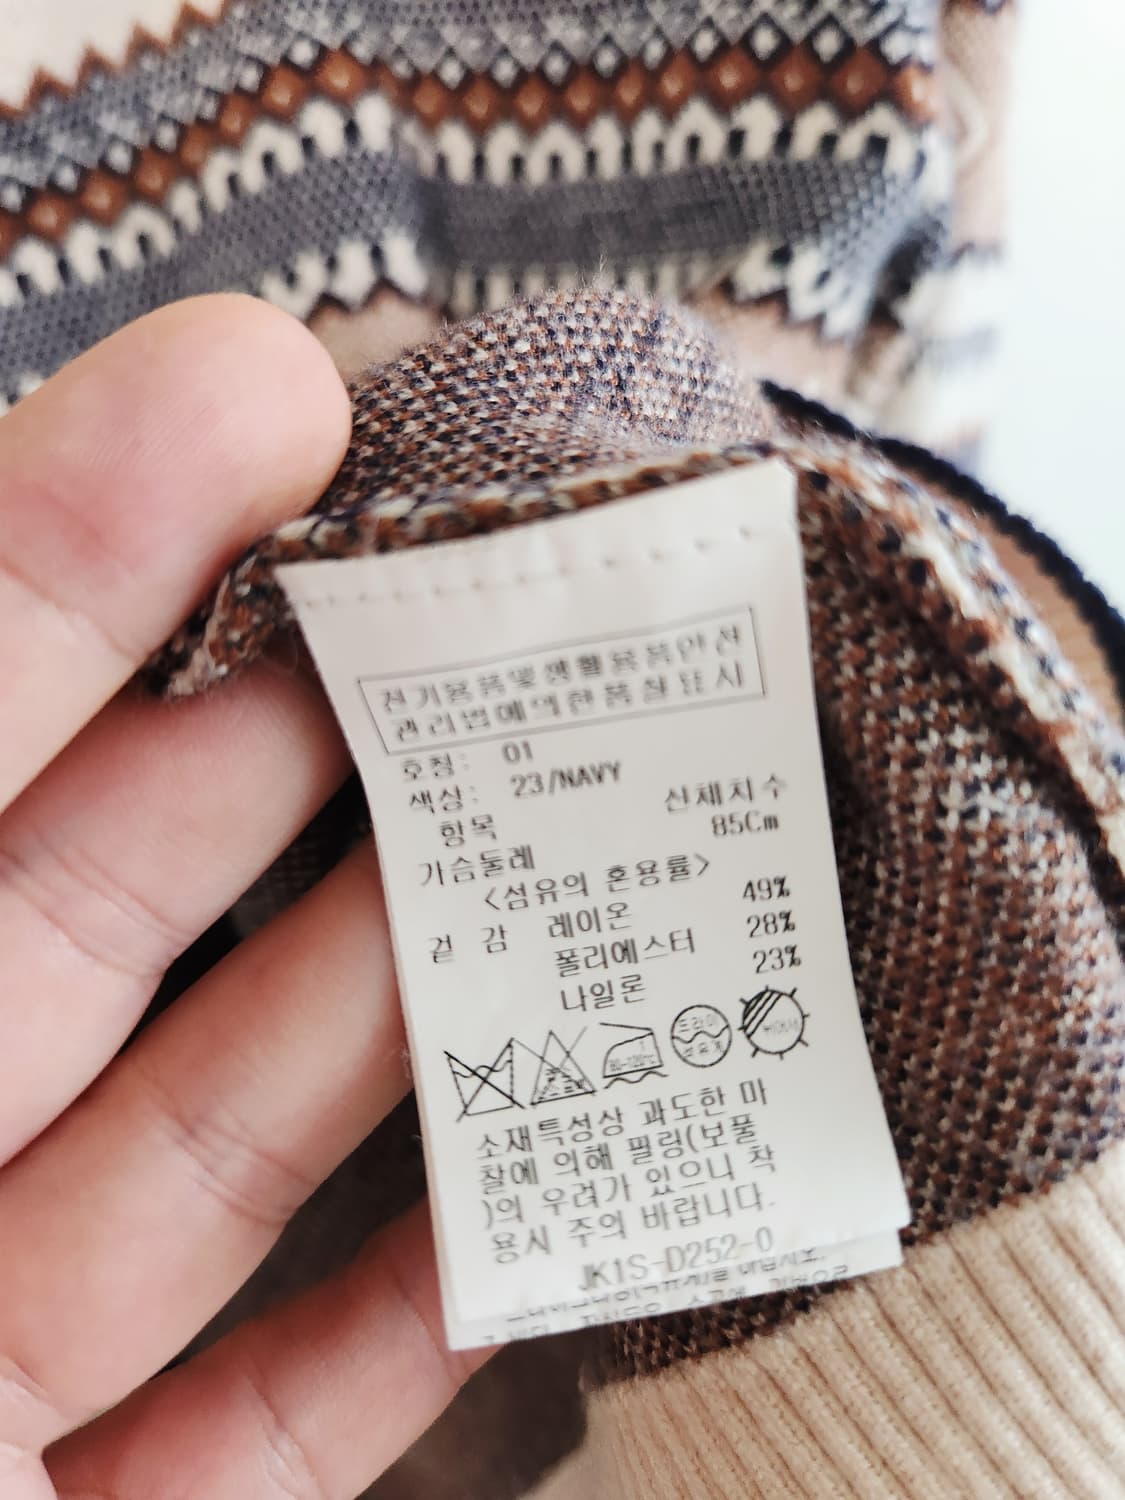 전기용품및생활용품안전
관리법에의한품질표시
호칭: 01
색상: 23/NAVY
항목 신체치수
가슴둘레 85Cm
<섬유의 혼용률>
겉 감 레이온 49%
폴리에스터 28%
나일론 23%
80~120℃
드라이
소재특성상 과도한 마
찰에 의해 필링(보풀
)의 우려가 있으니 착
용시 주의 바랍니다.
JK1S-D252-0